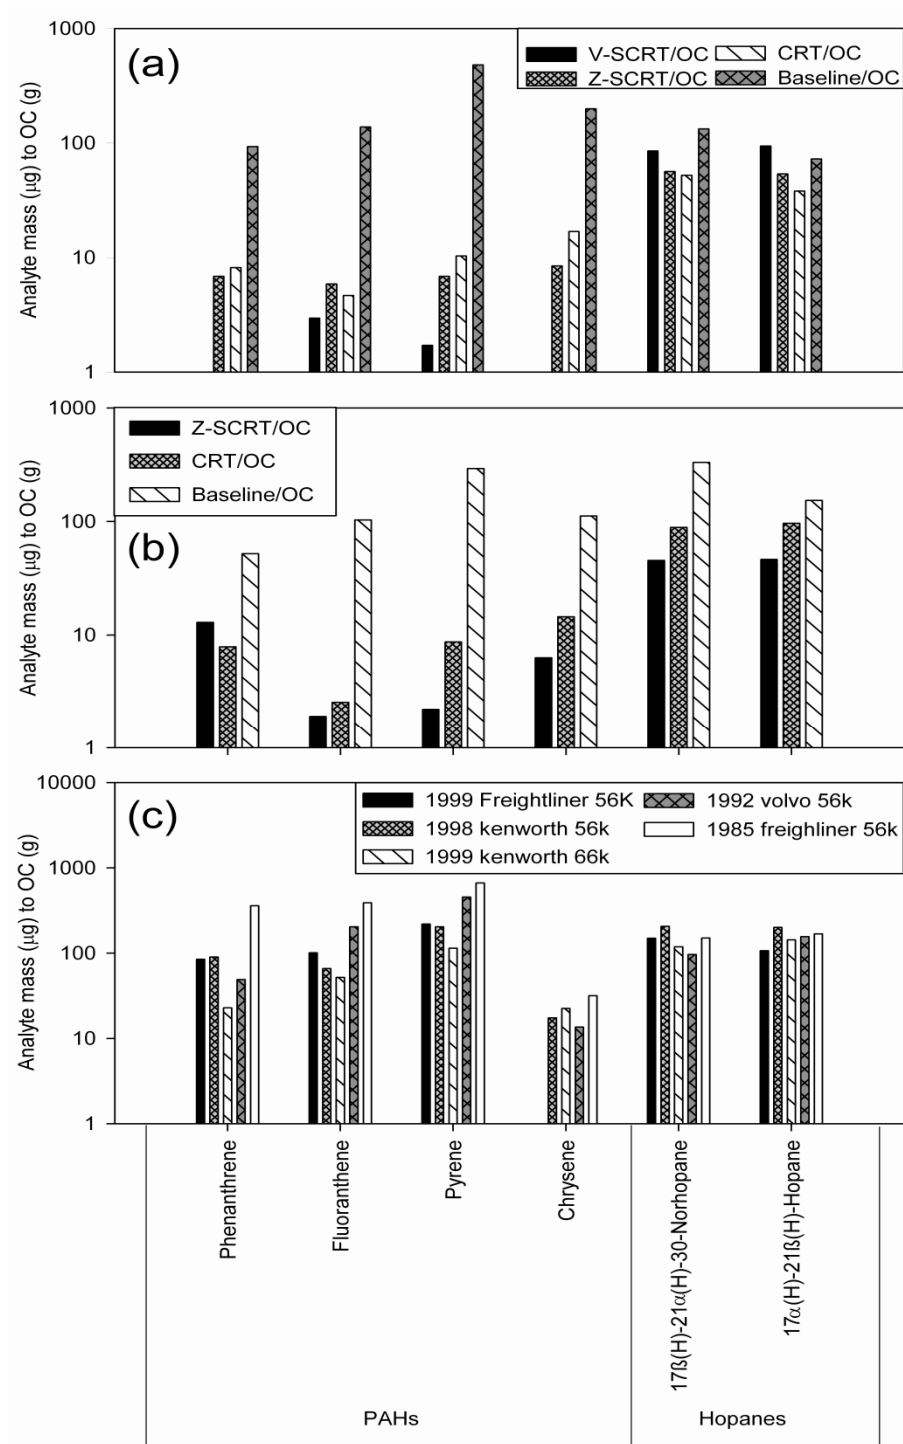 1000
(a)
V-SCRT/OC
CRT/OC
Z-SCRT/OC
Baseline/OC
100
10
1
Analyte mass (µg) to OC (g)
1000
Z-SCRT/OC
CRT/OC
Baseline/OC
100
(b)
10
1
Analyte mass (µg) to OC (g)
10000
(c)
1999 Freightliner 56K
1992 volvo 56k
1998 kenworth 56k
1985 freighliner 56k
1999 kenworth 66k
1000
100
10
1
Analyte mass (µg) to OC (g)
Phenanthrene
Fluoranthene
Pyrene
Chrysene
17ß(H)-21α(H)-30-Norhopane
17α(H)-21ß(H)-Hopane
PAHs
Hopanes